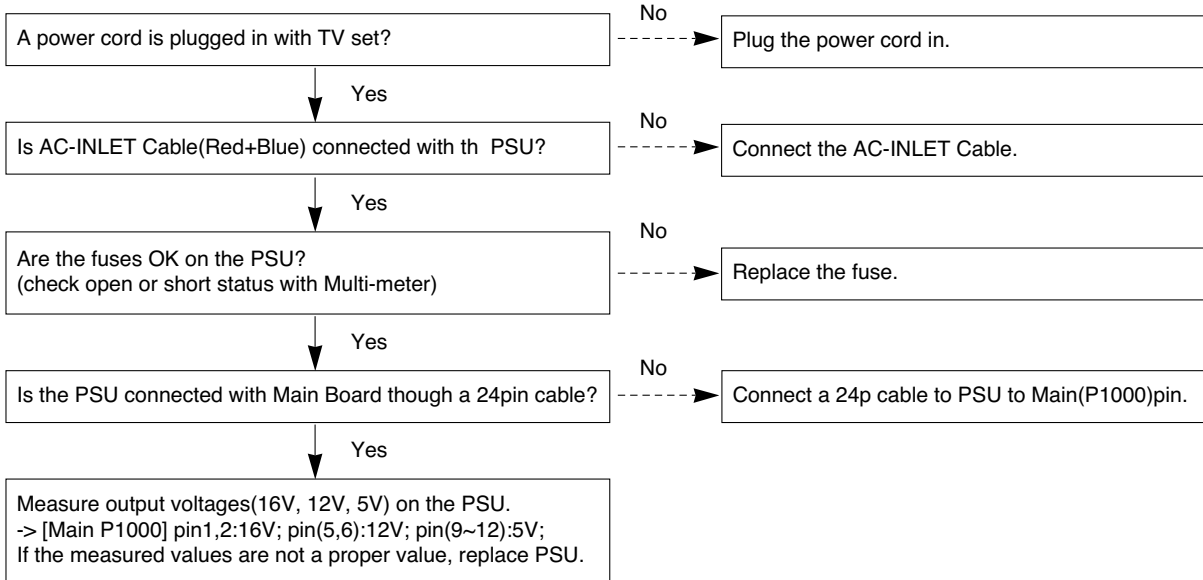 A power cord is plugged in with TV set?
No
Plug the power cord in.
Yes
Is AC-INLET Cable(Red+Blue) connected with th PSU?
No
Connect the AC-INLET Cable.
Yes
Are the fuses OK on the PSU?
(check open or short status with Multi-meter)
No
Replace the fuse.
Yes
Is the PSU connected with Main Board though a 24pin cable?
No
Connect a 24p cable to PSU to Main(P1000)pin.
Yes
Measure output voltages(16V, 12V, 5V) on the PSU.
-> [Main P1000] pin1,2:16V; pin(5,6):12V; pin(9~12):5V;
If the measured values are not a proper value, replace PSU.